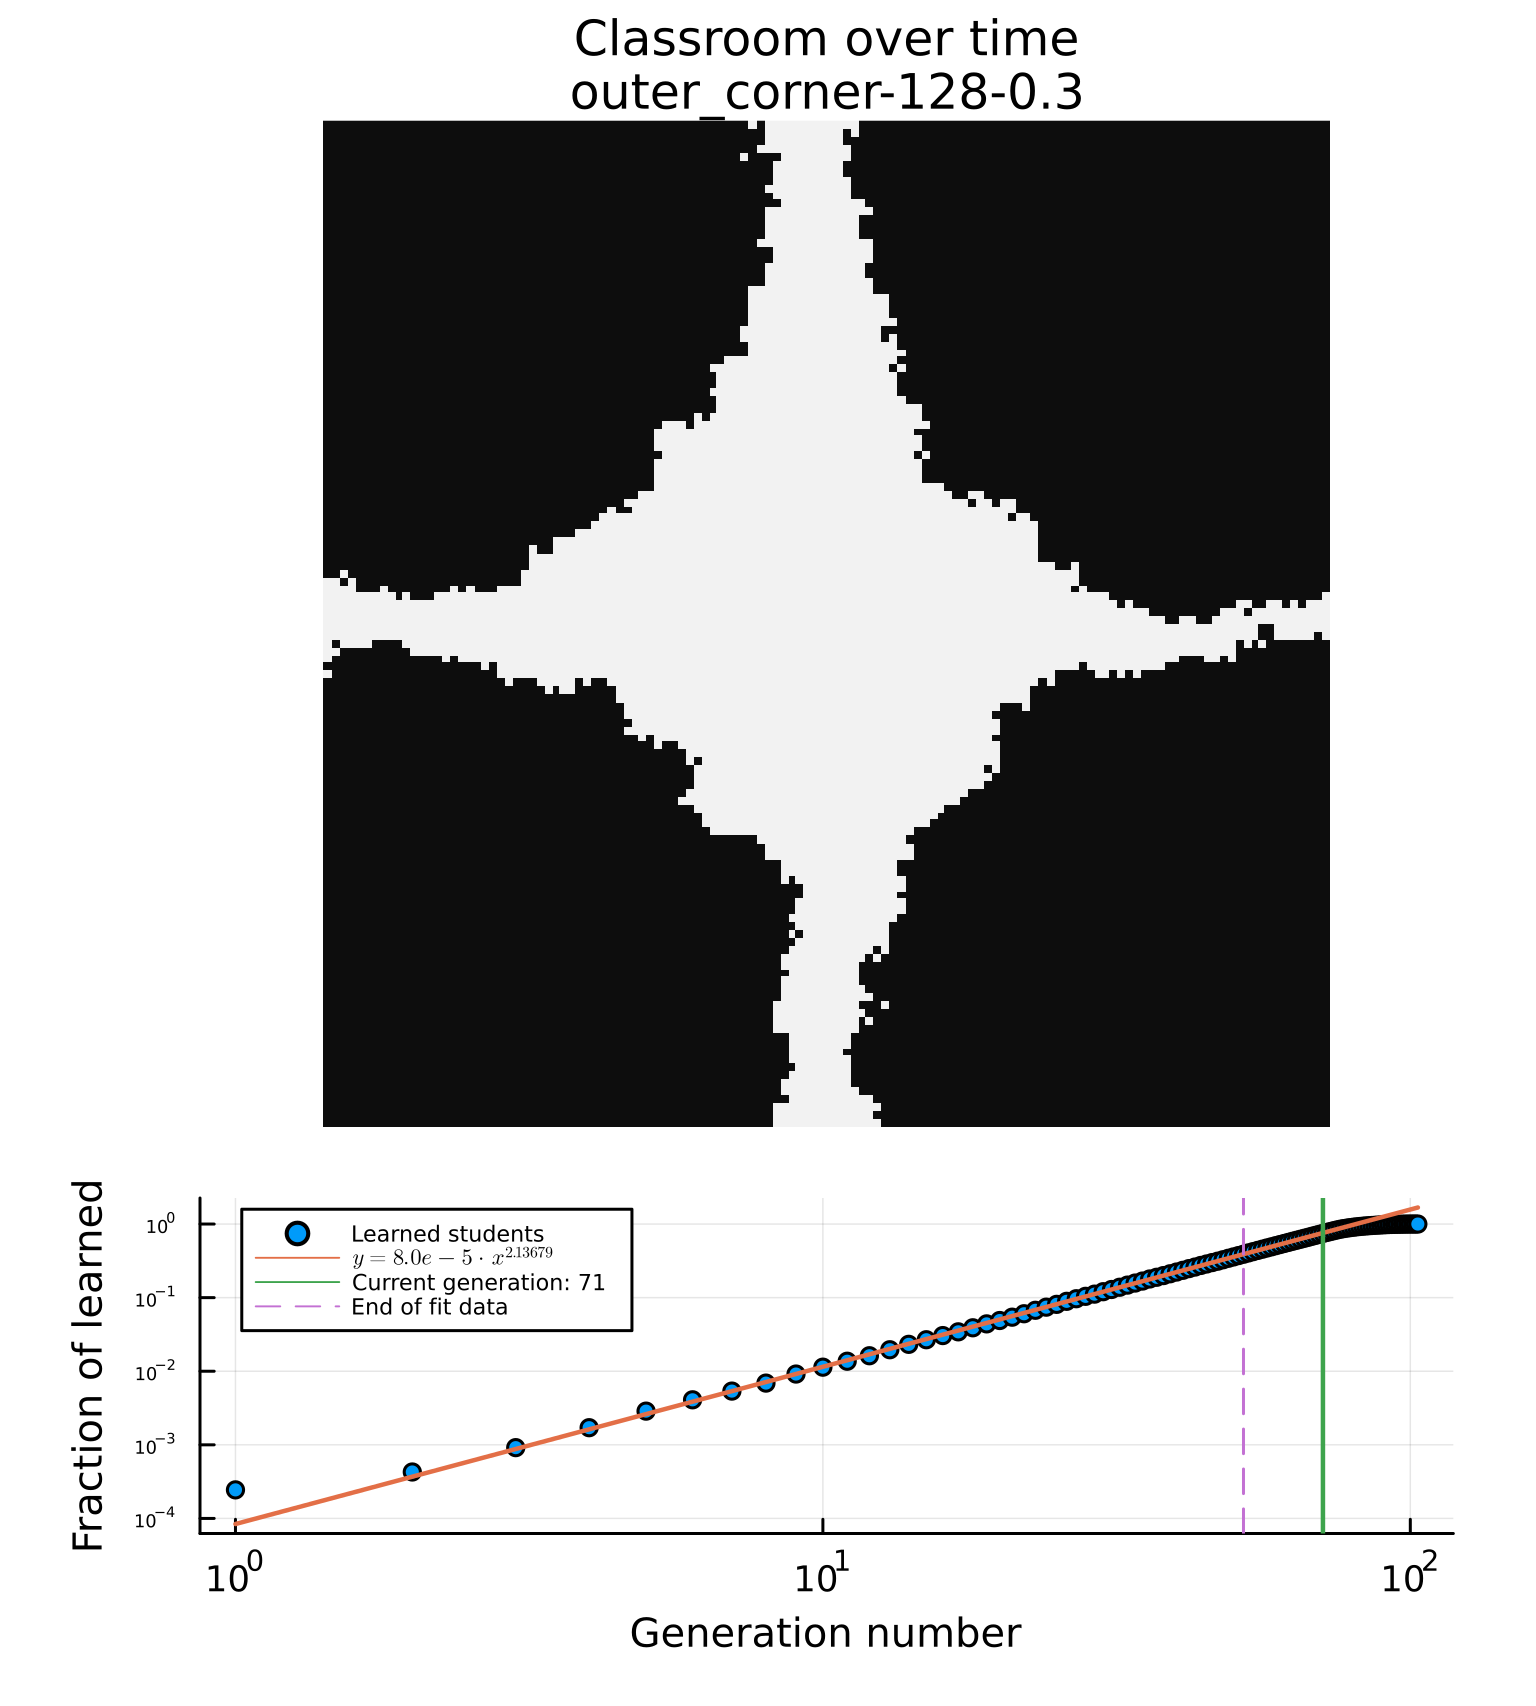 Classroom over time
outer_corner-128-0.3
Fraction of learned
10^0
10^-1
10^-2
10^-3
10^-4
Learned students
y = 8.0e − 5 · x^2.13679
Current generation: 71
End of fit data
10^0 10^1 10^2
Generation number